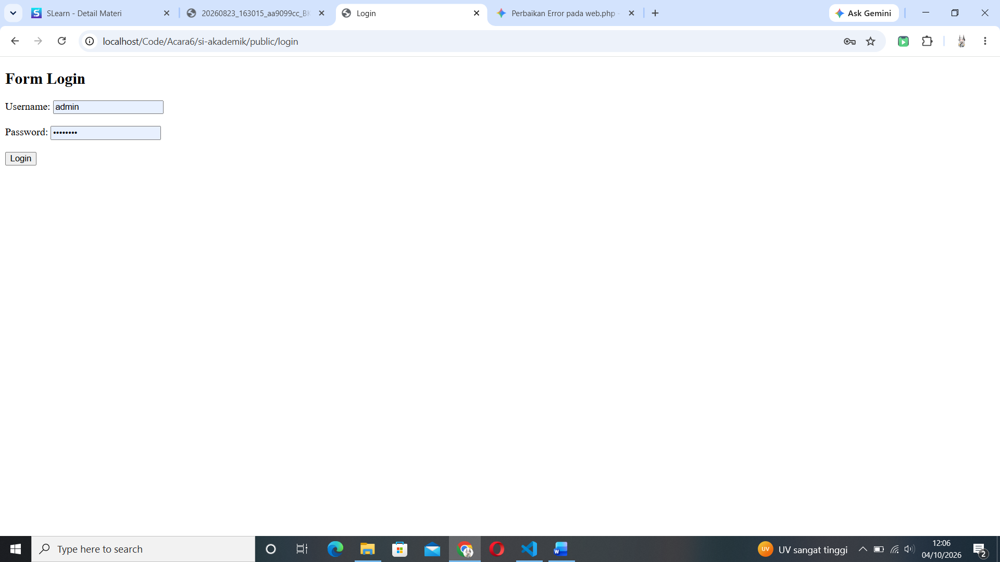 SLearn - Detail Materi
20260823_163015_aa9099cc_BK
Login
Perbaikan Error pada web.php -
Ask Gemini
localhost/Code/Acara6/si-akademik/public/login
Form Login
Username: admin
Password: ••••••••
Login
Type here to search
UV
UV sangat tinggi
12:06
04/10/2026
2